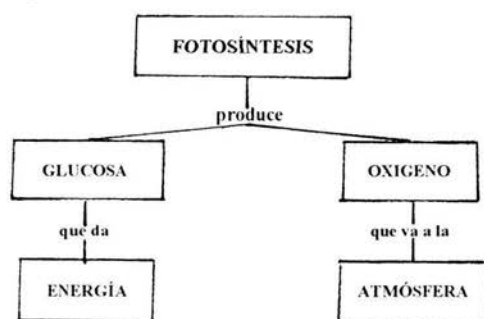 FOTOSÍNTESIS
produce
GLUCOSA
OXIGENO
que da
que va a la
ENERGÍA
ATMÓSFERA